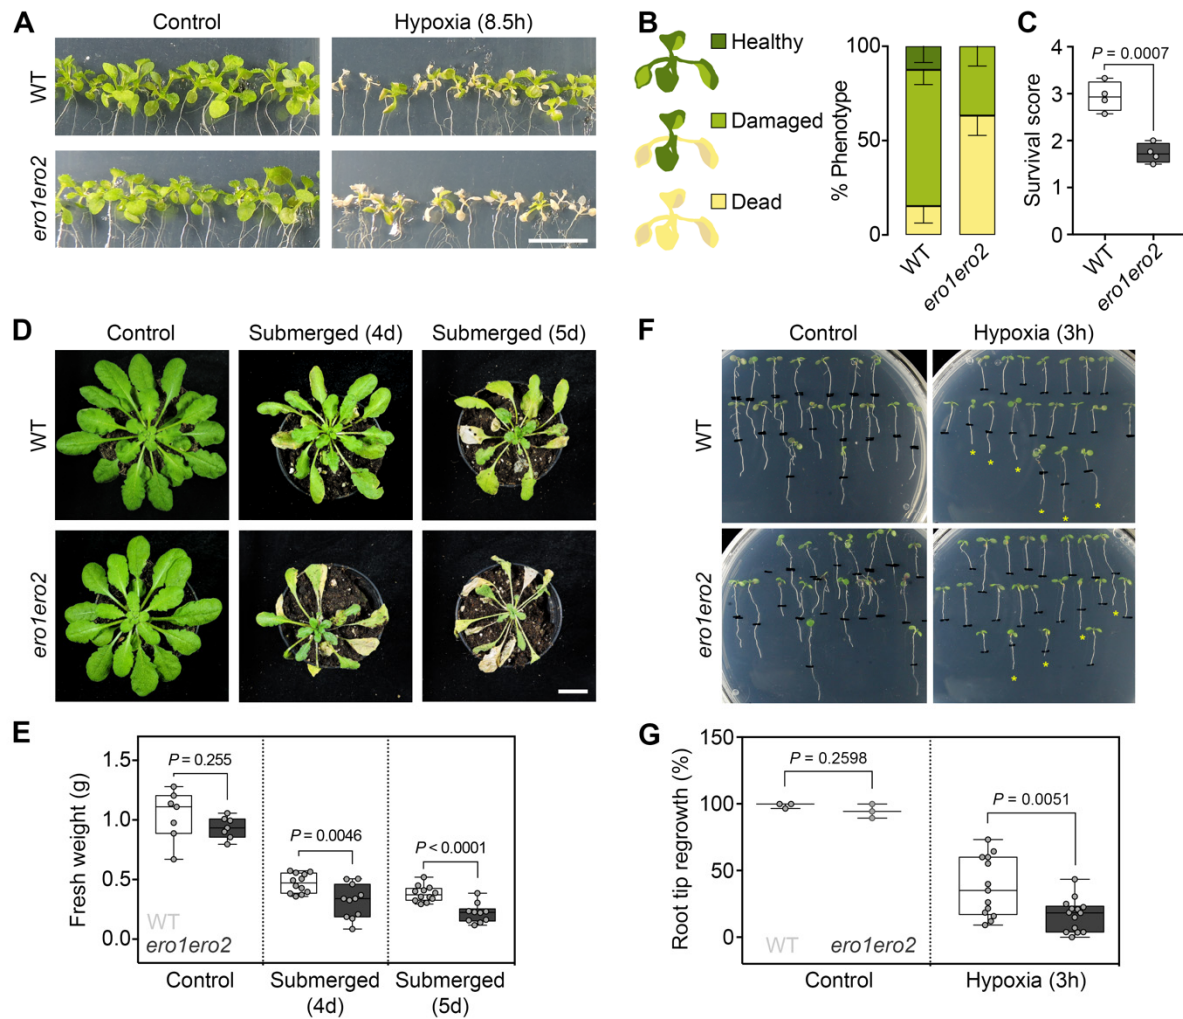 A
Control
Hypoxia (8.5h)
WT
ero1ero2
B
Healthy
Damaged
Dead
% Phenotype
100
50
0
WT
ero1ero2
C
P = 0.0007
Survival score
4
3
2
1
0
WT
ero1ero2
D
Control
Submerged (4d)
Submerged (5d)
WT
ero1ero2
E
Fresh weight (g)
1.5
1.0
0.5
0.0
P = 0.255
P = 0.0046
P < 0.0001
WT
ero1ero2
Control
Submerged
(4d)
Submerged
(5d)
F
Control
Hypoxia (3h)
WT
ero1ero2
G
Root tip regrowth (%)
150
100
50
0
P = 0.2598
P = 0.0051
WT
ero1ero2
Control
Hypoxia (3h)